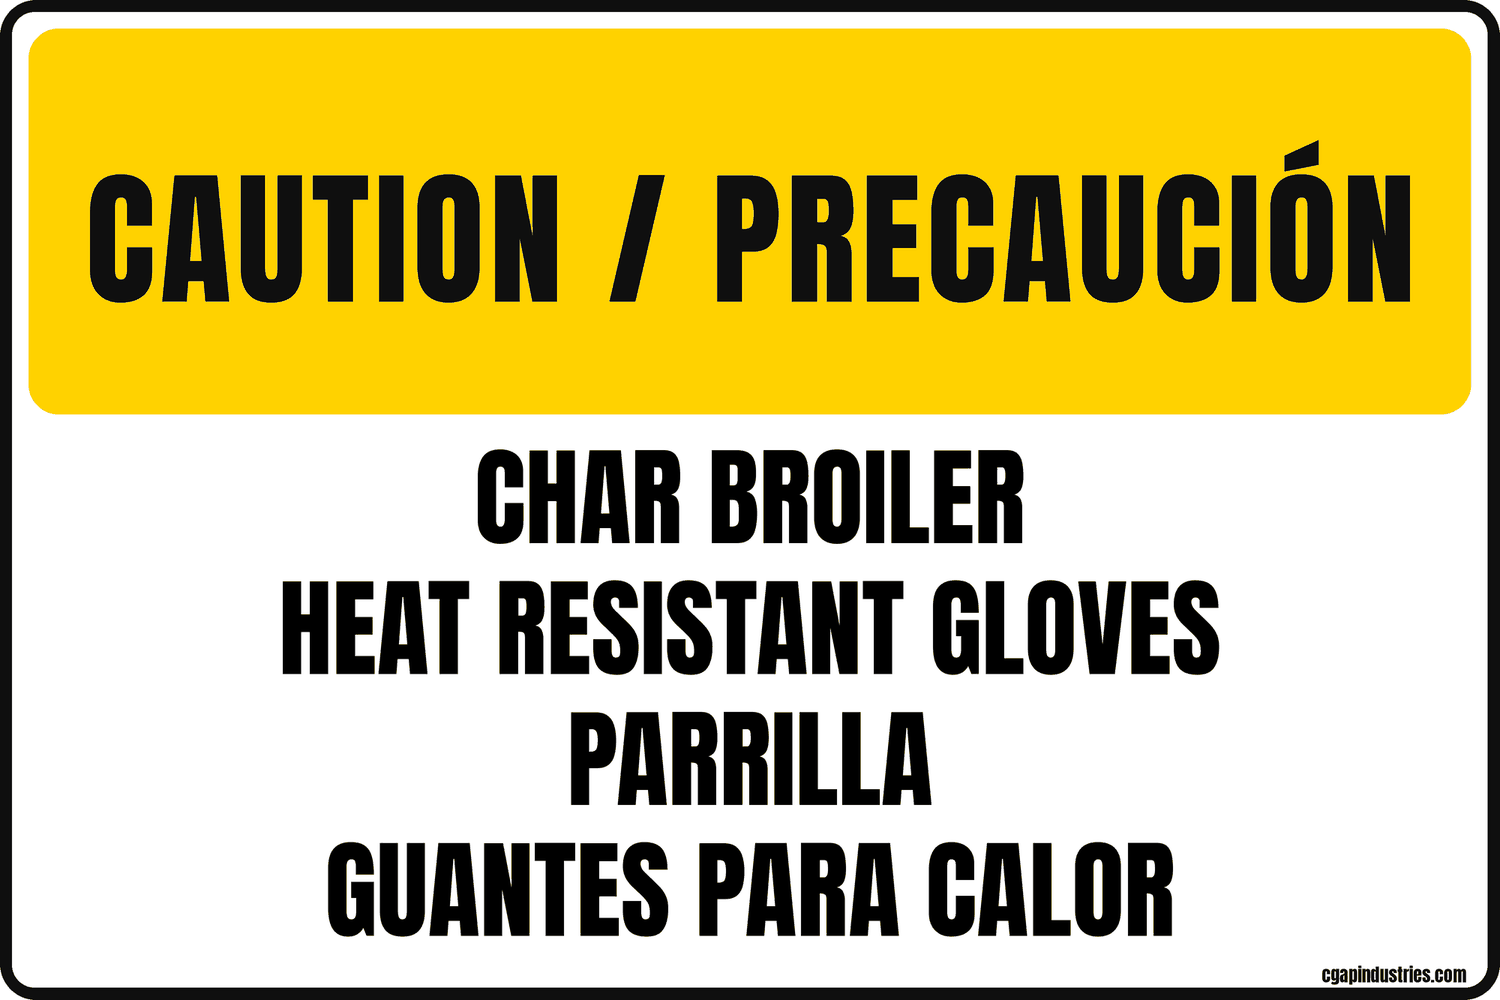 CAUTION / PRECAUCIÓN
CHAR BROILER
HEAT RESISTANT GLOVES
PARRILLA
GUANTES PARA CALOR
cgapindustries.com